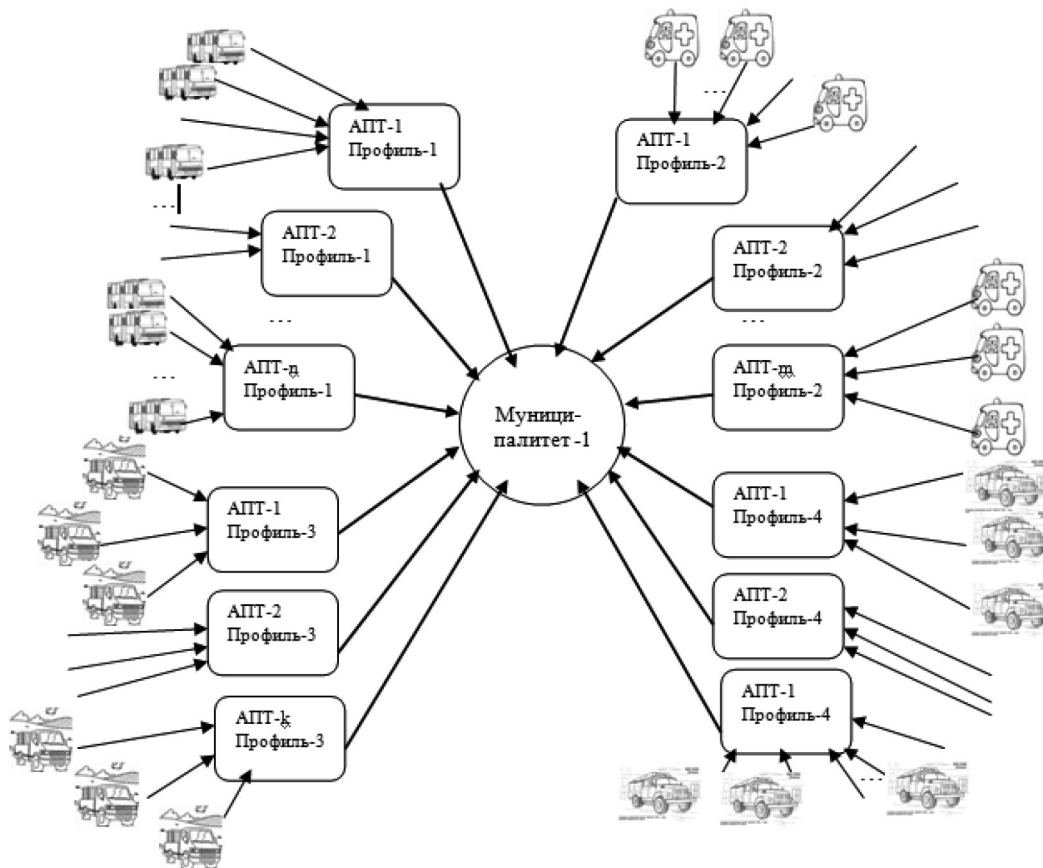 АПТ-1
Профиль-1
АПТ-1
Профиль-2
АПТ-2
Профиль-1
АПТ-2
Профиль-2
АПТ-n
Профиль-1
АПТ-m
Профиль-2
Муници-
палитет -1
АПТ-1
Профиль-3
АПТ-1
Профиль-4
АПТ-2
Профиль-3
АПТ-2
Профиль-4
АПТ-k
Профиль-3
АПТ-1
Профиль-4